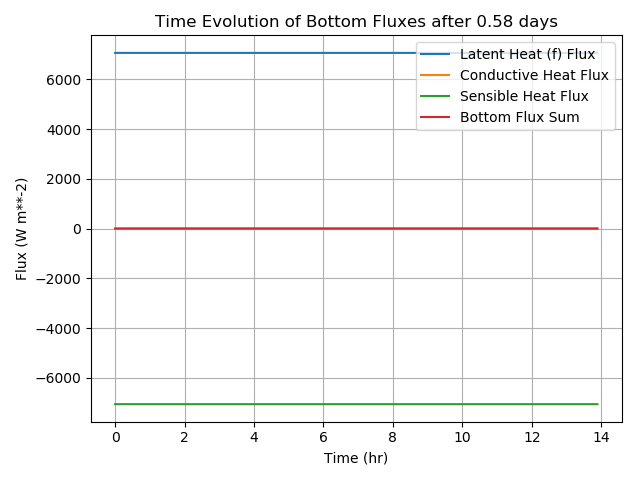 Time Evolution of Bottom Fluxes after 0.58 days
Latent Heat (f) Flux
Conductive Heat Flux
Sensible Heat Flux
Bottom Flux Sum
6000
4000
2000
0
−2000
−4000
−6000
Flux (W m**-2)
0 2 4 6 8 10 12 14
Time (hr)